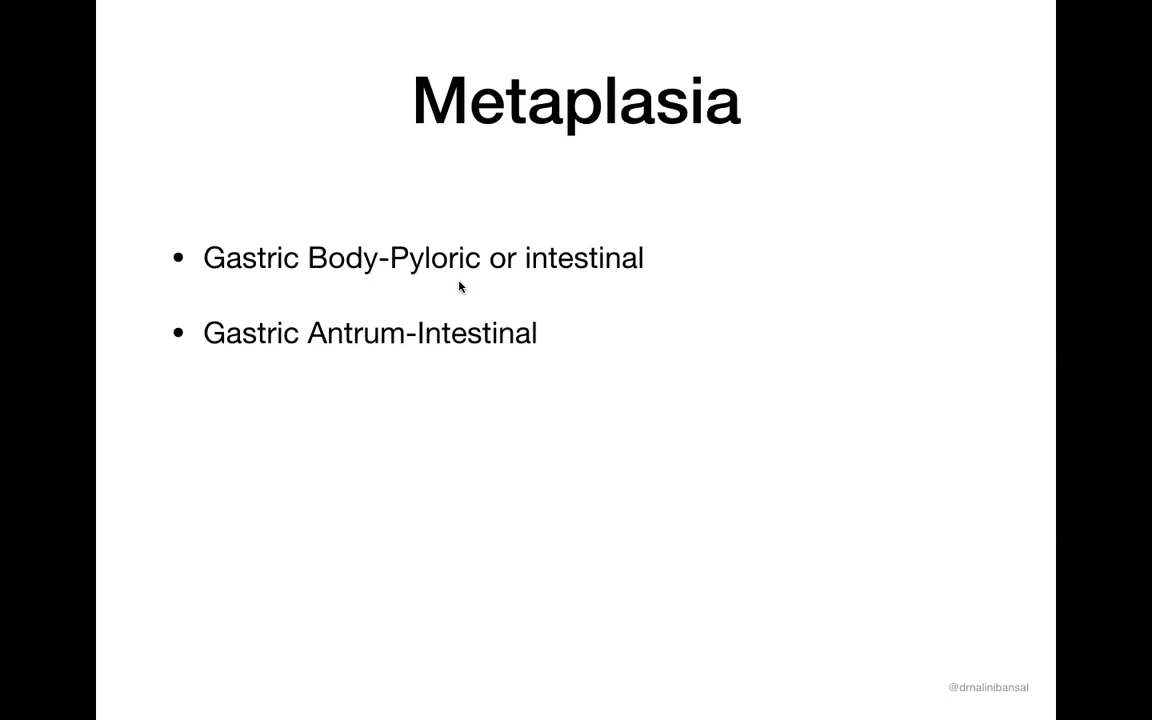 Metaplasia
• Gastric Body-Pyloric or intestinal
• Gastric Antrum-Intestinal
@drnalinibansal